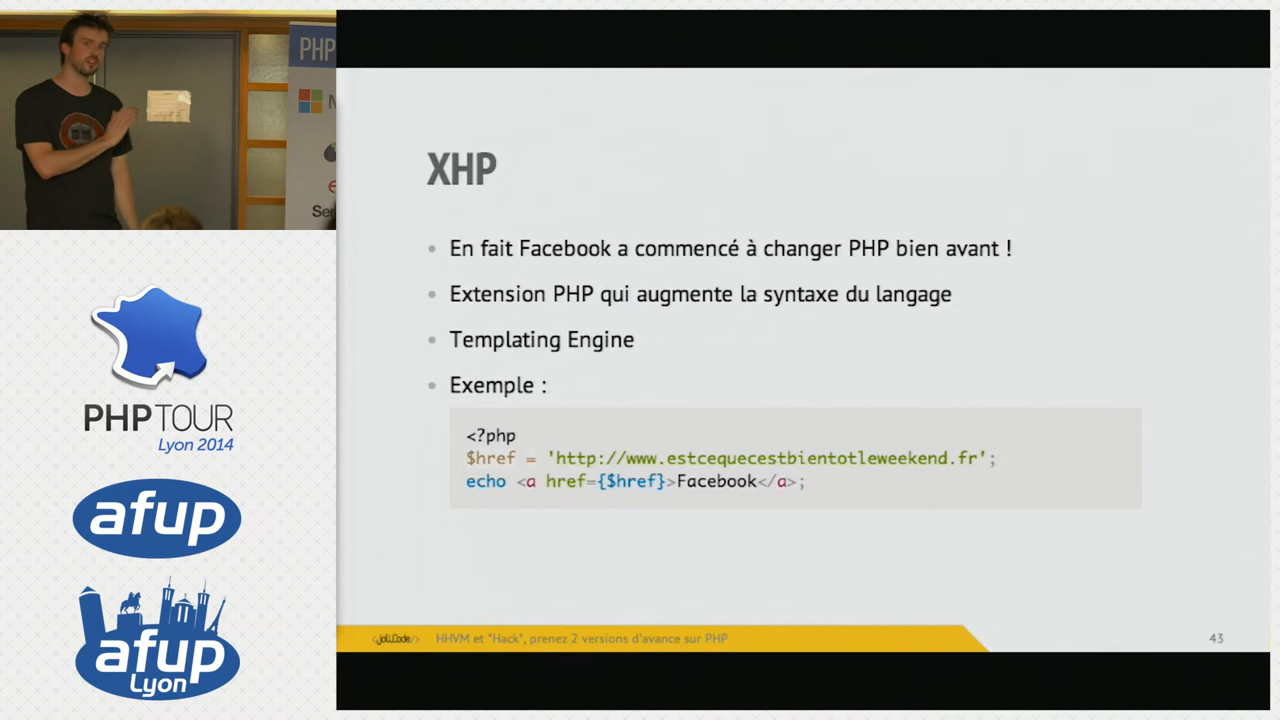 PHP
XHP
En fait Facebook a commencé à changer PHP bien avant !
Extension PHP qui augmente la syntaxe du langage
Templating Engine
Exemple :
<?php
$href = 'http://www.estcequecestbientotleweekend.fr';
echo <a href={$href}>Facebook</a>;
PHPTOUR
Lyon 2014
afup
afup
Lyon
</jolicode/>
HHVM et "Hack", prenez 2 versions d'avance sur PHP
43